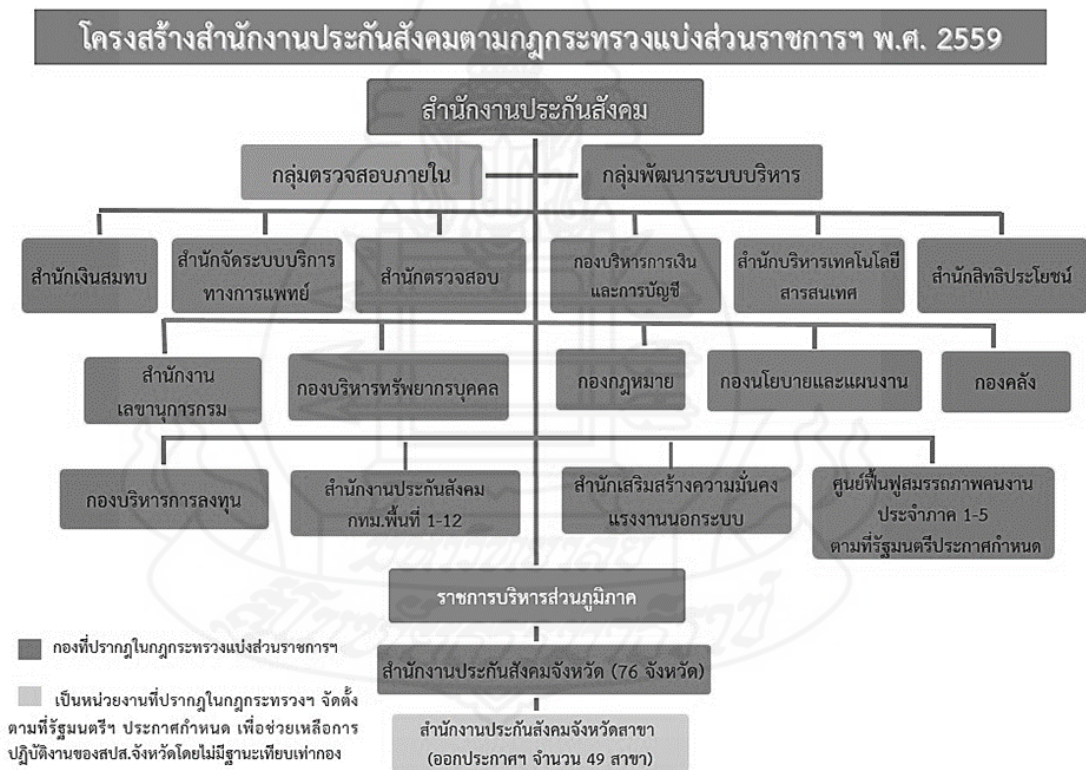 โครงสร้างสำนักงานประกันสังคมตามกฎกระทรวงแบ่งส่วนราชการฯ พ.ศ. 2559
สำนักงานประกันสังคม
กลุ่มตรวจสอบภายใน
กลุ่มพัฒนาระบบบริหาร
สำนักเงินสมทบ
สำนักจัดระบบบริการ
ทางการแพทย์
สำนักตรวจสอบ
กองบริหารการเงิน
และการบัญชี
สำนักบริหารเทคโนโลยี
สารสนเทศ
สำนักสิทธิประโยชน์
สำนักงาน
เลขานุการกรม
กองบริหารทรัพยากรบุคคล
กองกฎหมาย
กองนโยบายและแผนงาน
กองคลัง
กองบริหารการลงทุน
สำนักงานประกันสังคม
กทม.พื้นที่ 1-12
สำนักเสริมสร้างความมั่นคง
แรงงานนอกระบบ
ศูนย์ฟื้นฟูสมรรถภาพคนงาน
ประจำภาค 1-5
ตามที่รัฐมนตรีประกาศกำหนด
ราชการบริหารส่วนภูมิภาค
สำนักงานประกันสังคมจังหวัด (76 จังหวัด)
สำนักงานประกันสังคมจังหวัดสาขา
(ออกประกาศฯ จำนวน 49 สาขา)
กองที่ปรากฏในกฎกระทรวงแบ่งส่วนราชการฯ
เป็นหน่วยงานที่ปรากฏในกฎกระทรวงฯ จัดตั้ง
ตามที่รัฐมนตรีฯ ประกาศกำหนด เพื่อช่วยเหลือการ
ปฏิบัติงานของสปส.จังหวัดโดยไม่มีฐานะเทียบเท่ากอง